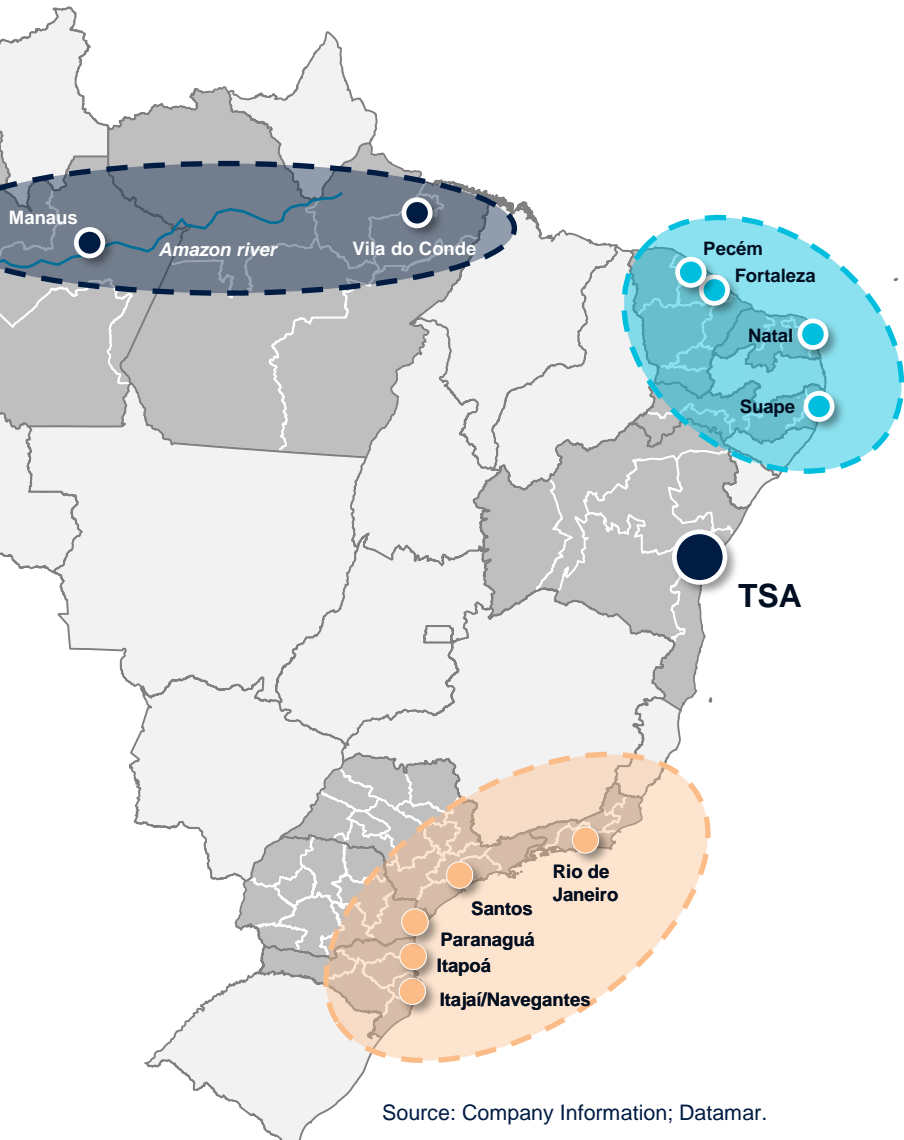 Manaus
Amazon river
Vila do Conde
Pecém
Fortaleza
Natal
Suape
TSA
Rio de
Janeiro
Santos
Paranaguá
Itapoá
Itajaí/Navegantes
Source: Company Information; Datamar.